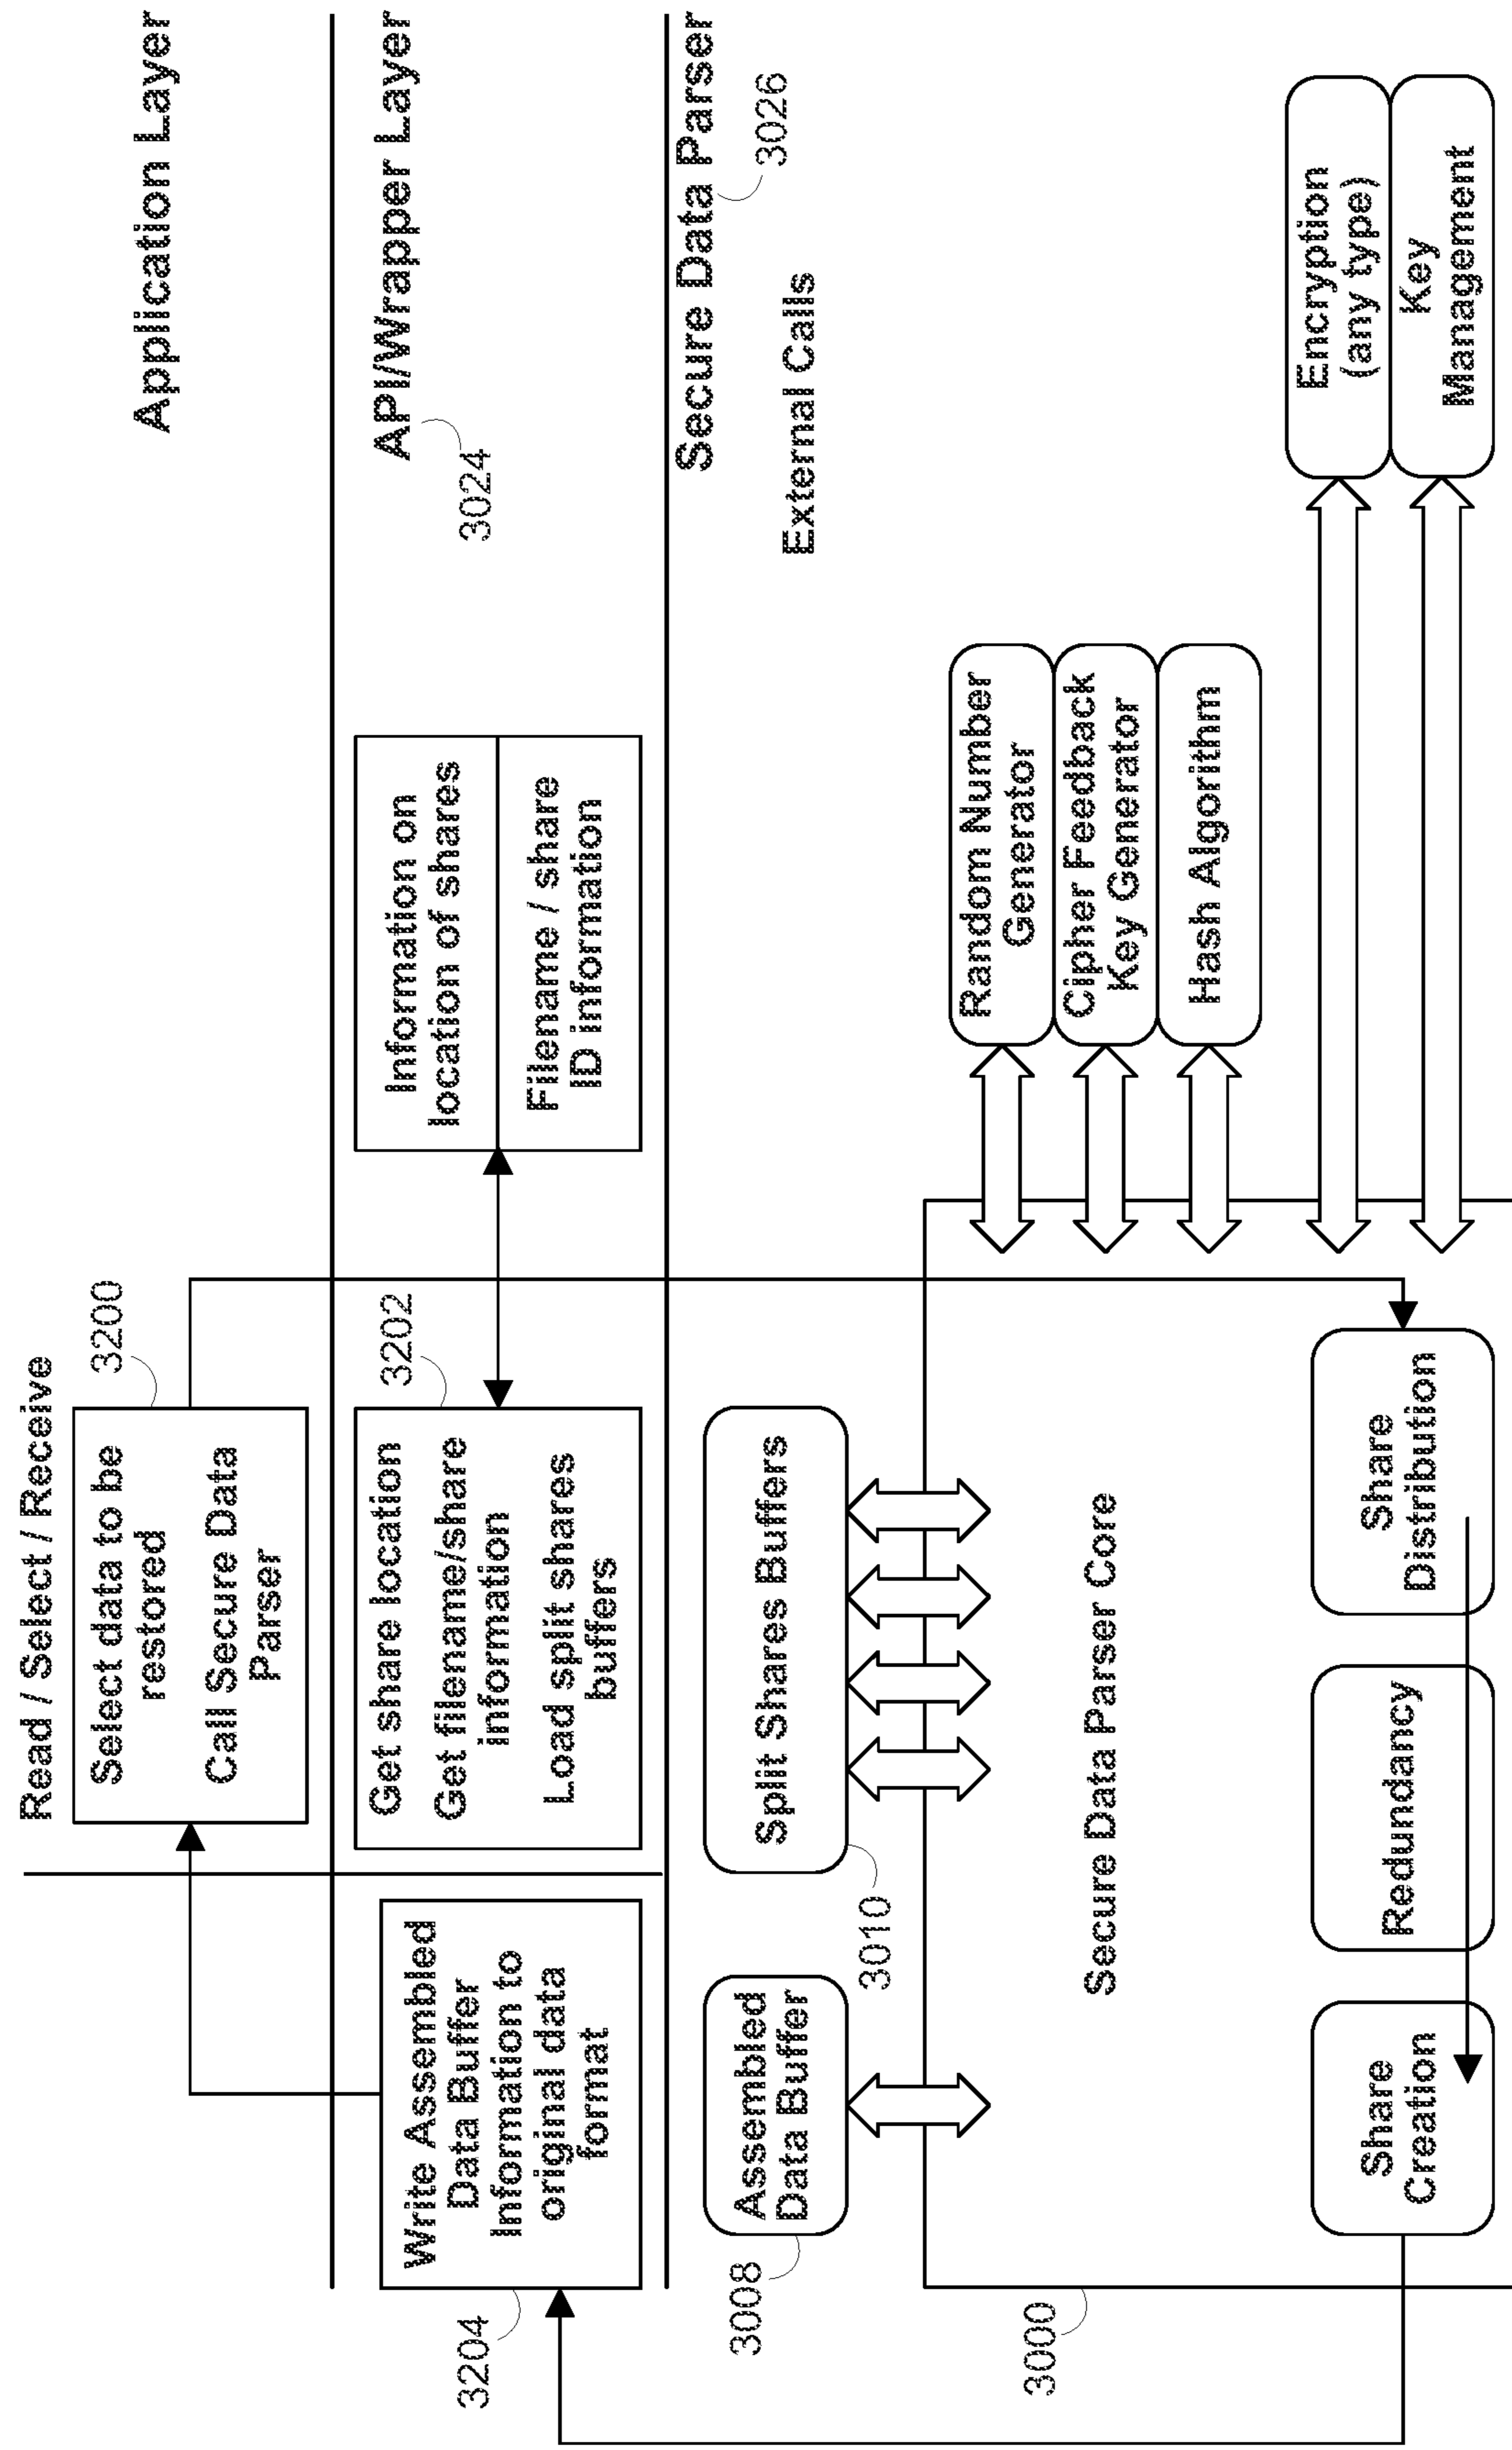 Read / Select / Receive
Application Layer
3200
Select data to be
restored
Call Secure Data
Parser
API/Wrapper Layer
3024
3204
Write Assembled
Data Buffer
Information to
original data
format
3202
Get share location
Get filename/share
information
Load split shares
buffers
Information on
location of shares
Filename / share
ID information
Secure Data Parser
3026
External Calls
3008
Assembled
Data Buffer
3010
Split Shares Buffers
3000
Secure Data Parser Core
Random Number
Generator
Cipher Feedback
Key Generator
Hash Algorithm
Encryption
(any type)
Key
Management
Share
Creation
Redundancy
Share
Distribution